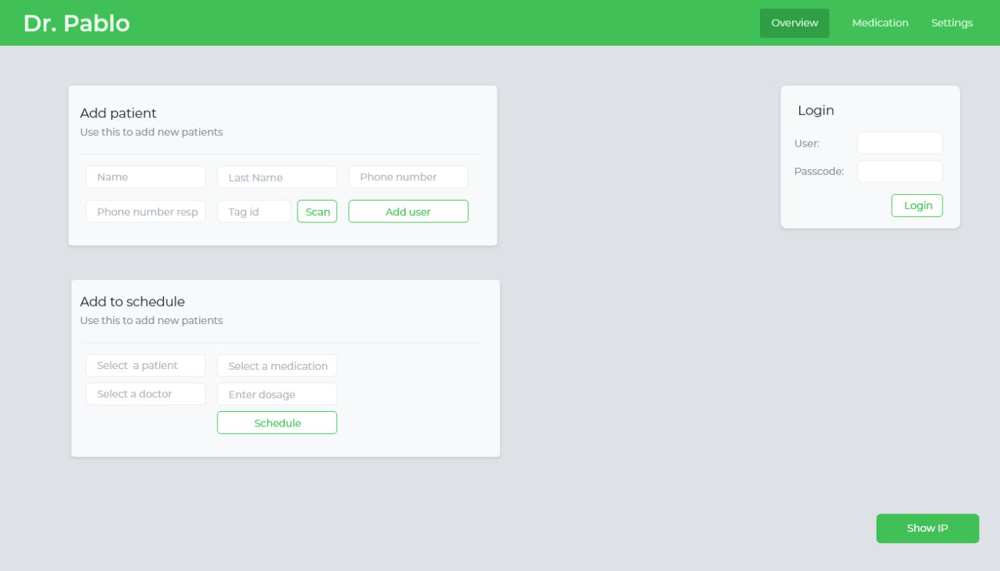 Dr. Pablo
Overview
Medication
Settings
Add patient
Use this to add new patients
Name
Last Name
Phone number
Phone number resp
Tag id
Scan
Add user
Login
User:
Passcode:
Login
Add to schedule
Use this to add new patients
Select  a patient
Select a medication
Select a doctor
Enter dosage
Schedule
Show IP